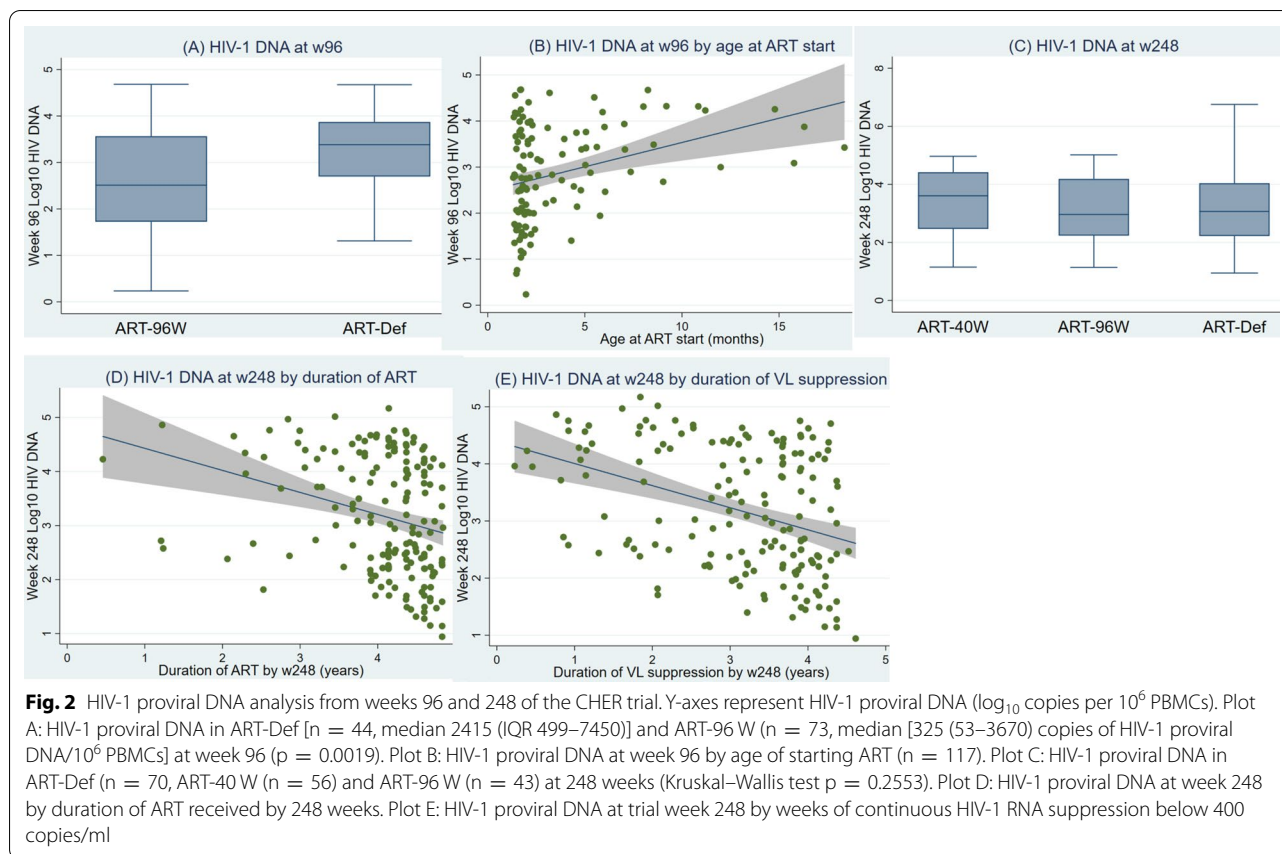 (A) HIV-1 DNA at w96
Week 96 Log10 HIV DNA
5
4
3
2
1
0
ART-96W ART-Def
(B) HIV-1 DNA at w96 by age at ART start
Week 96 Log10 HIV DNA
5
4
3
2
1
0
0 5 10 15
Age at ART start (months)
(C) HIV-1 DNA at w248
Week 248 Log10 HIV DNA
8
6
4
2
0
ART-40W ART-96W ART-Def
(D) HIV-1 DNA at w248 by duration of ART
Week 248 Log10 HIV DNA
5
4
3
2
1
0 1 2 3 4
Duration of ART by w248 (years)
(E) HIV-1 DNA at w248 by duration of VL suppression
Week 248 Log10 HIV DNA
5
4
3
2
1
0 1 2 3 4 5
Duration of VL suppression by w248 (years)
Fig. 2 HIV-1 proviral DNA analysis from weeks 96 and 248 of the CHER trial. Y-axes represent HIV-1 proviral DNA (log10 copies per 10⁶ PBMCs). Plot
A: HIV-1 proviral DNA in ART-Def [n = 44, median 2415 (IQR 499–7450)] and ART-96 W (n = 73, median [325 (53–3670) copies of HIV-1 proviral
DNA/10⁶ PBMCs] at week 96 (p = 0.0019). Plot B: HIV-1 proviral DNA at week 96 by age of starting ART (n = 117). Plot C: HIV-1 proviral DNA in
ART-Def (n = 70, ART-40 W (n = 56) and ART-96 W (n = 43) at 248 weeks (Kruskal–Wallis test p = 0.2553). Plot D: HIV-1 proviral DNA at week 248
by duration of ART received by 248 weeks. Plot E: HIV-1 proviral DNA at trial week 248 by weeks of continuous HIV-1 RNA suppression below 400
copies/ml